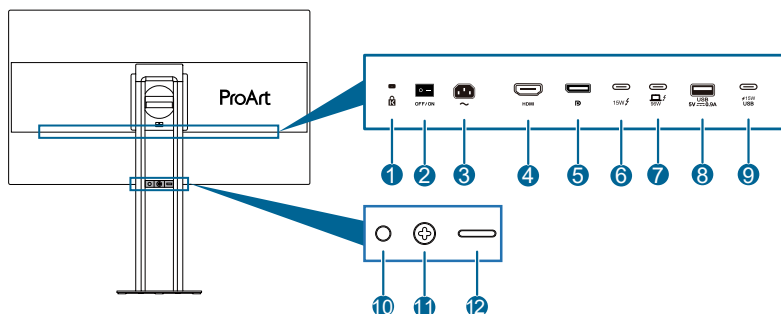 ProArt
OFF/ON
HDMI
15W
96W
USB
5V 0.9A
15W
USB
1 2 3 4 5 6 7 8 9
10 11 12